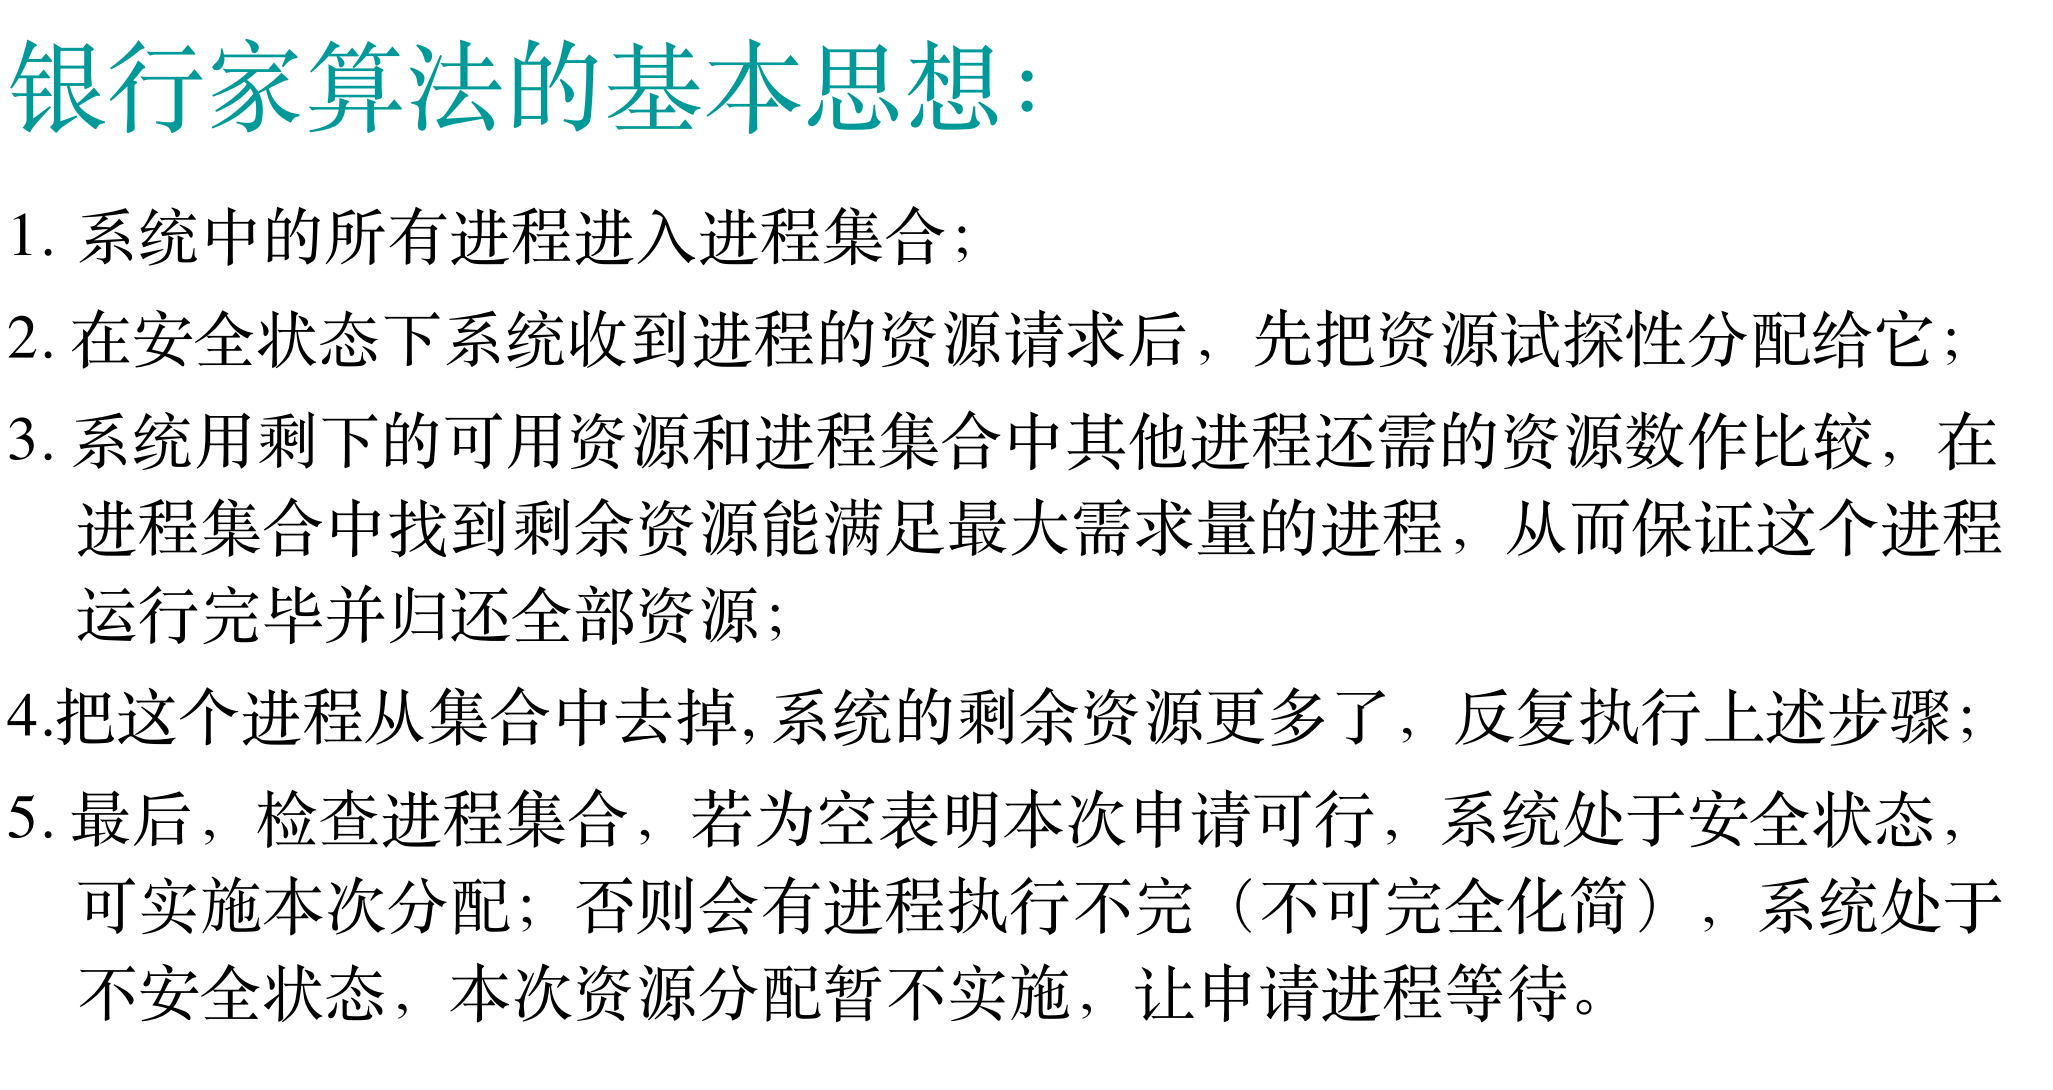 银行家算法的基本思想：
1. 系统中的所有进程进入进程集合；
2. 在安全状态下系统收到进程的资源请求后，先把资源试探性分配给它；
3. 系统用剩下的可用资源和进程集合中其他进程还需的资源数作比较，在
进程集合中找到剩余资源能满足最大需求量的进程，从而保证这个进程
运行完毕并归还全部资源；
4.把这个进程从集合中去掉, 系统的剩余资源更多了，反复执行上述步骤；
5. 最后，检查进程集合，若为空表明本次申请可行，系统处于安全状态，
可实施本次分配；否则会有进程执行不完（不可完全化简），系统处于
不安全状态，本次资源分配暂不实施，让申请进程等待。